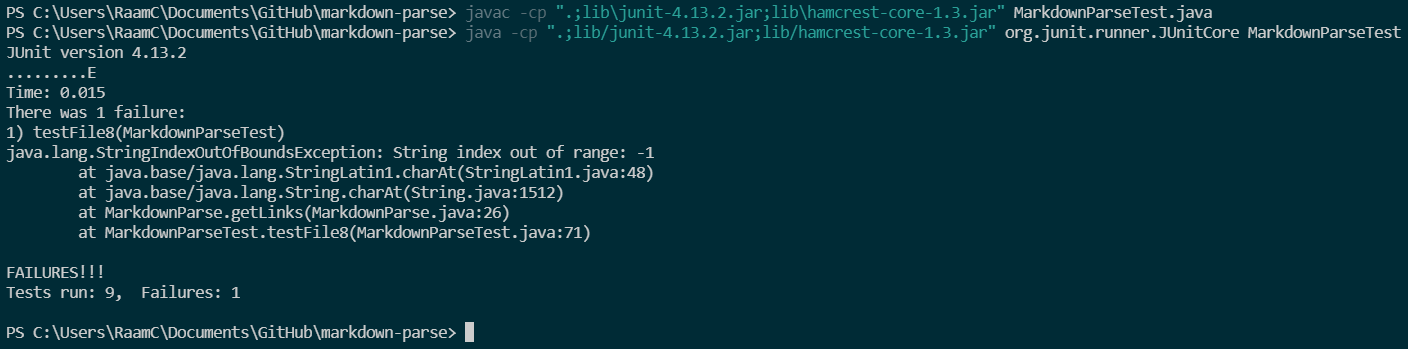 PS C:\Users\RaamC\Documents\GitHub\markdown-parse> javac -cp ".;lib\junit-4.13.2.jar;lib\hamcrest-core-1.3.jar" MarkdownParseTest.java
PS C:\Users\RaamC\Documents\GitHub\markdown-parse> java -cp ".;lib/junit-4.13.2.jar;lib/hamcrest-core-1.3.jar" org.junit.runner.JUnitCore MarkdownParseTest
JUnit version 4.13.2
.........E
Time: 0.015
There was 1 failure:
1) testFile8(MarkdownParseTest)
java.lang.StringIndexOutOfBoundsException: String index out of range: -1
        at java.base/java.lang.StringLatin1.charAt(StringLatin1.java:48)
        at java.base/java.lang.String.charAt(String.java:1512)
        at MarkdownParse.getLinks(MarkdownParse.java:26)
        at MarkdownParseTest.testFile8(MarkdownParseTest.java:71)

FAILURES!!!
Tests run: 9,  Failures: 1

PS C:\Users\RaamC\Documents\GitHub\markdown-parse>